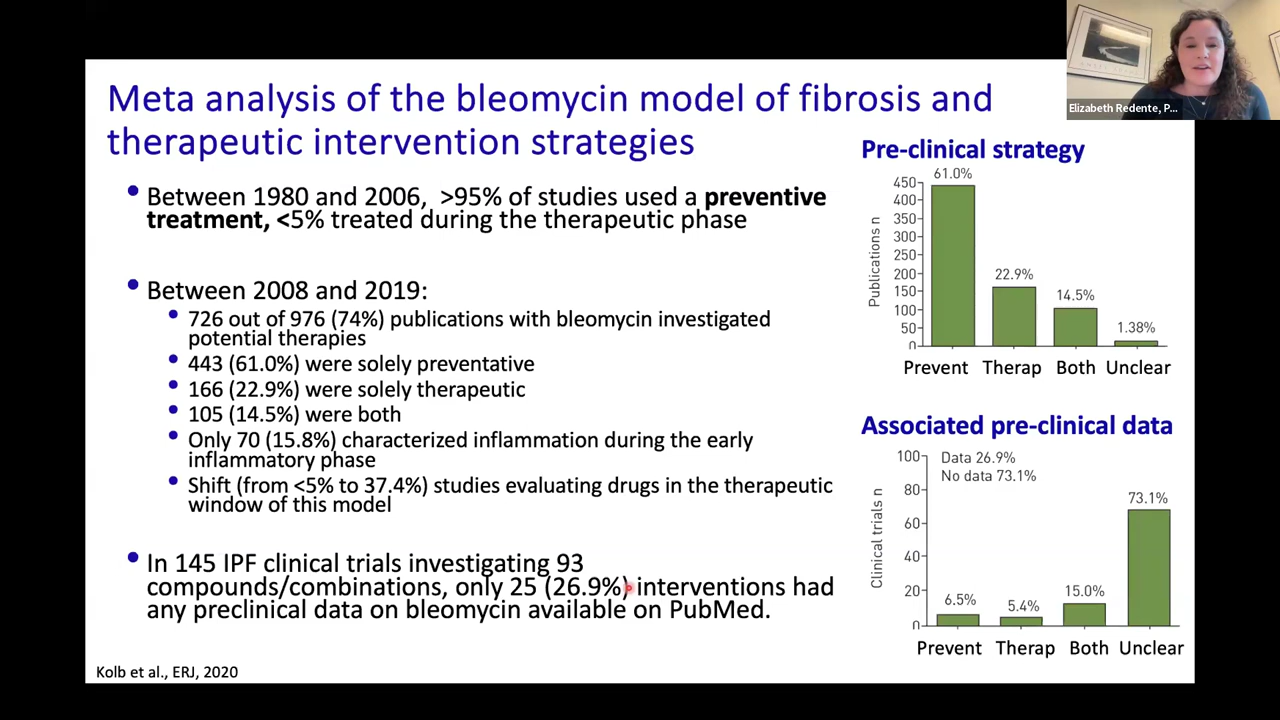 Elizabeth Redente, P...
Meta analysis of the bleomycin model of fibrosis and
therapeutic intervention strategies
• Between 1980 and 2006, >95% of studies used a preventive
treatment, <5% treated during the therapeutic phase
• Between 2008 and 2019:
• 726 out of 976 (74%) publications with bleomycin investigated
potential therapies
• 443 (61.0%) were solely preventative
• 166 (22.9%) were solely therapeutic
• 105 (14.5%) were both
• Only 70 (15.8%) characterized inflammation during the early
inflammatory phase
• Shift (from <5% to 37.4%) studies evaluating drugs in the therapeutic
window of this model
• In 145 IPF clinical trials investigating 93
compounds/combinations, only 25 (26.9%) interventions had
any preclinical data on bleomycin available on PubMed.
Kolb et al., ERJ, 2020
Pre-clinical strategy
Publications n
450
400
350
300
250
200
150
100
50
0
61.0%
22.9%
14.5%
1.38%
Prevent Therap Both Unclear
Associated pre-clinical data
Clinical trials n
100
80
60
40
20
0
Data 26.9%
No data 73.1%
6.5%
5.4%
15.0%
73.1%
Prevent Therap Both Unclear